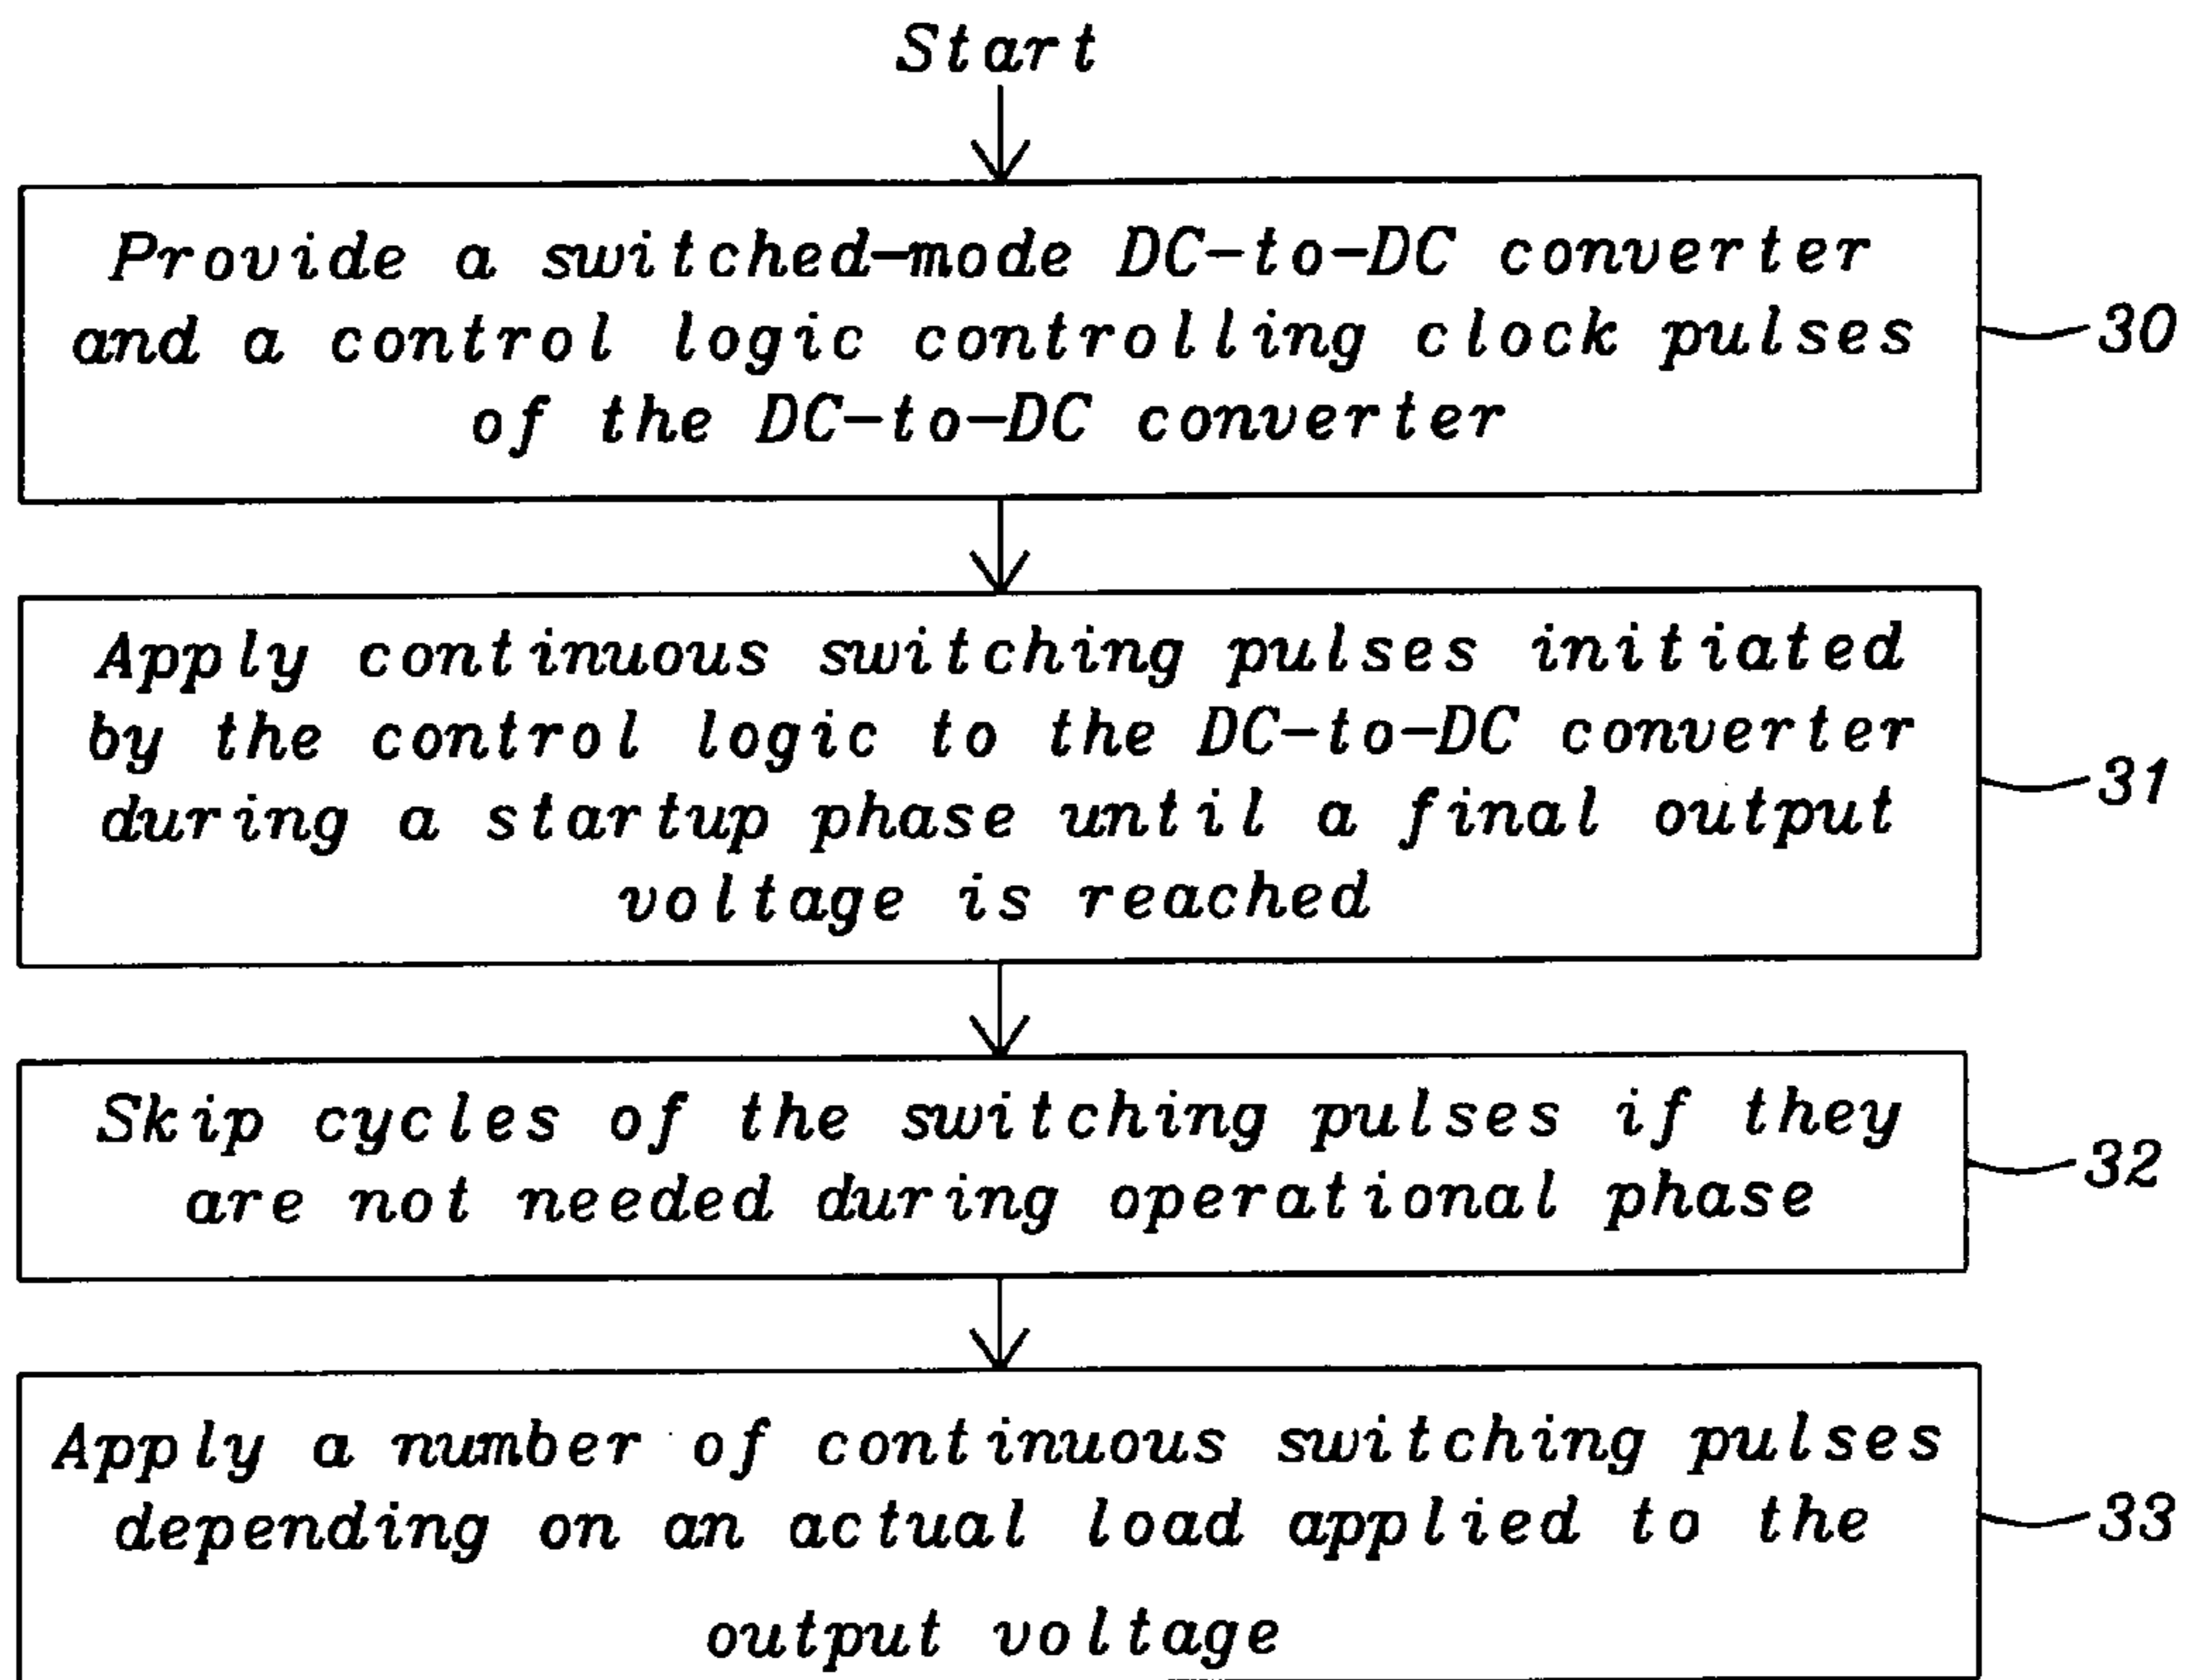 Start
Provide a switched-mode DC-to-DC converter
and a control logic controlling clock pulses
of the DC-to-DC converter
30
Apply continuous switching pulses initiated
by the control logic to the DC-to-DC converter
during a startup phase until a final output
voltage is reached
31
Skip cycles of the switching pulses if they
are not needed during operational phase
32
Apply a number of continuous switching pulses
depending on an actual load applied to the
output voltage
33